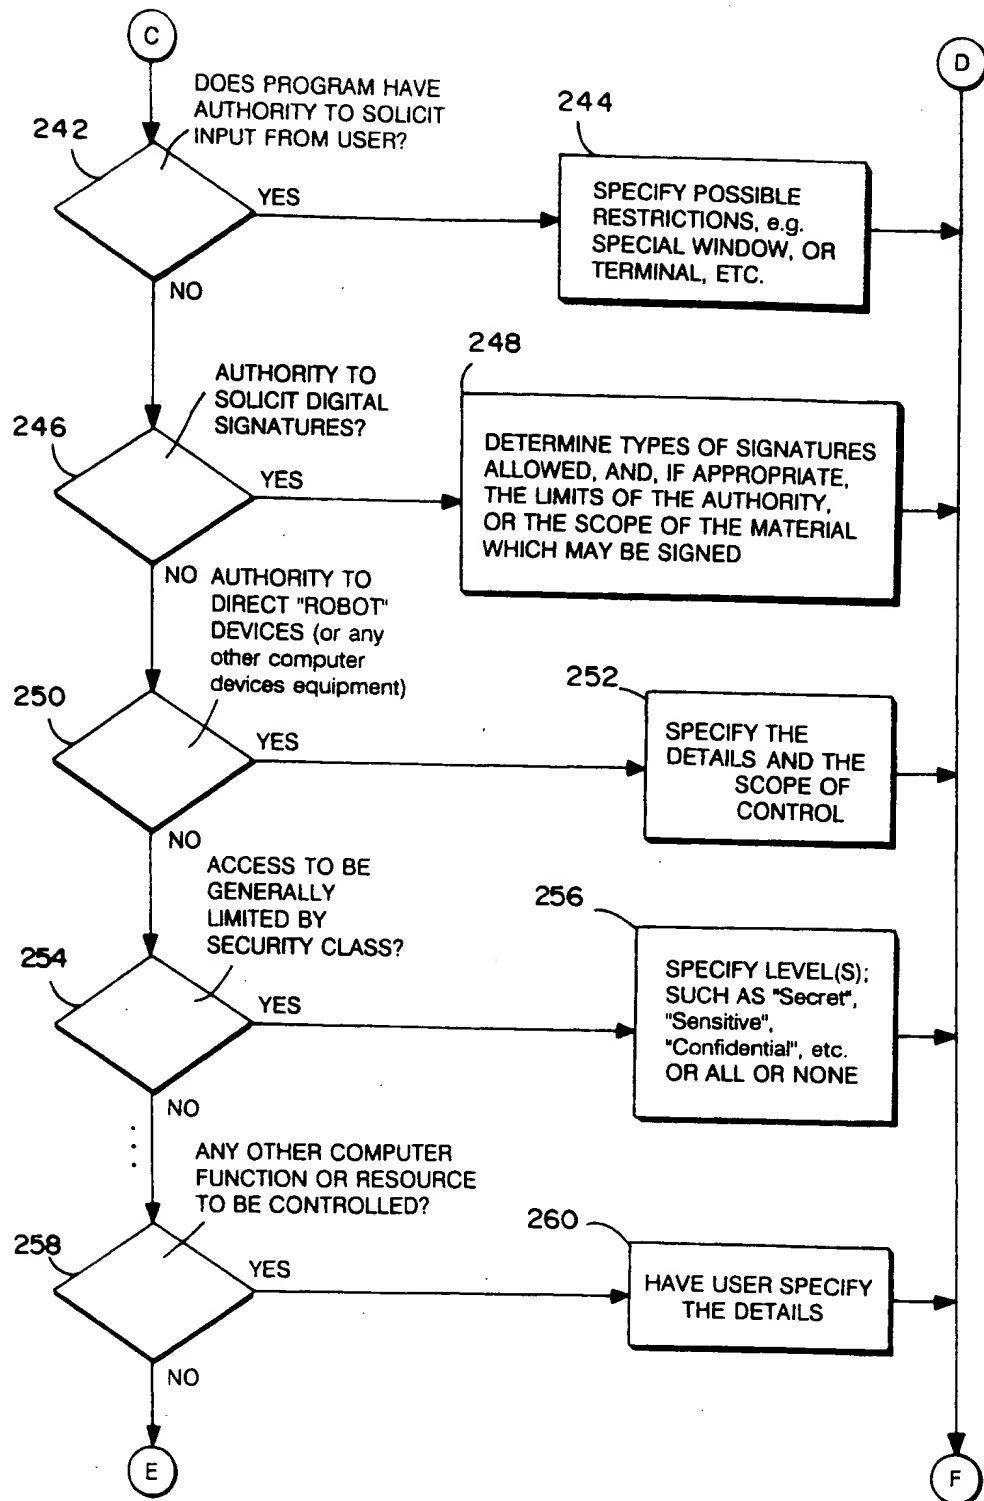 C
D
DOES PROGRAM HAVE
AUTHORITY TO SOLICIT
INPUT FROM USER?
242
YES
NO
244
SPECIFY POSSIBLE
RESTRICTIONS, e.g.
SPECIAL WINDOW, OR
TERMINAL, ETC.
AUTHORITY TO
SOLICIT DIGITAL
SIGNATURES?
246
YES
NO
248
DETERMINE TYPES OF SIGNATURES
ALLOWED, AND, IF APPROPRIATE,
THE LIMITS OF THE AUTHORITY,
OR THE SCOPE OF THE MATERIAL
WHICH MAY BE SIGNED
AUTHORITY TO
DIRECT "ROBOT"
DEVICES (or any
other computer
devices equipment)
250
YES
NO
252
SPECIFY THE
DETAILS AND THE
SCOPE OF
CONTROL
ACCESS TO BE
GENERALLY
LIMITED BY
SECURITY CLASS?
254
YES
NO
256
SPECIFY LEVEL(S);
SUCH AS "Secret",
"Sensitive",
"Confidential", etc.
OR ALL OR NONE
ANY OTHER COMPUTER
FUNCTION OR RESOURCE
TO BE CONTROLLED?
258
YES
NO
260
HAVE USER SPECIFY
THE DETAILS
E
F